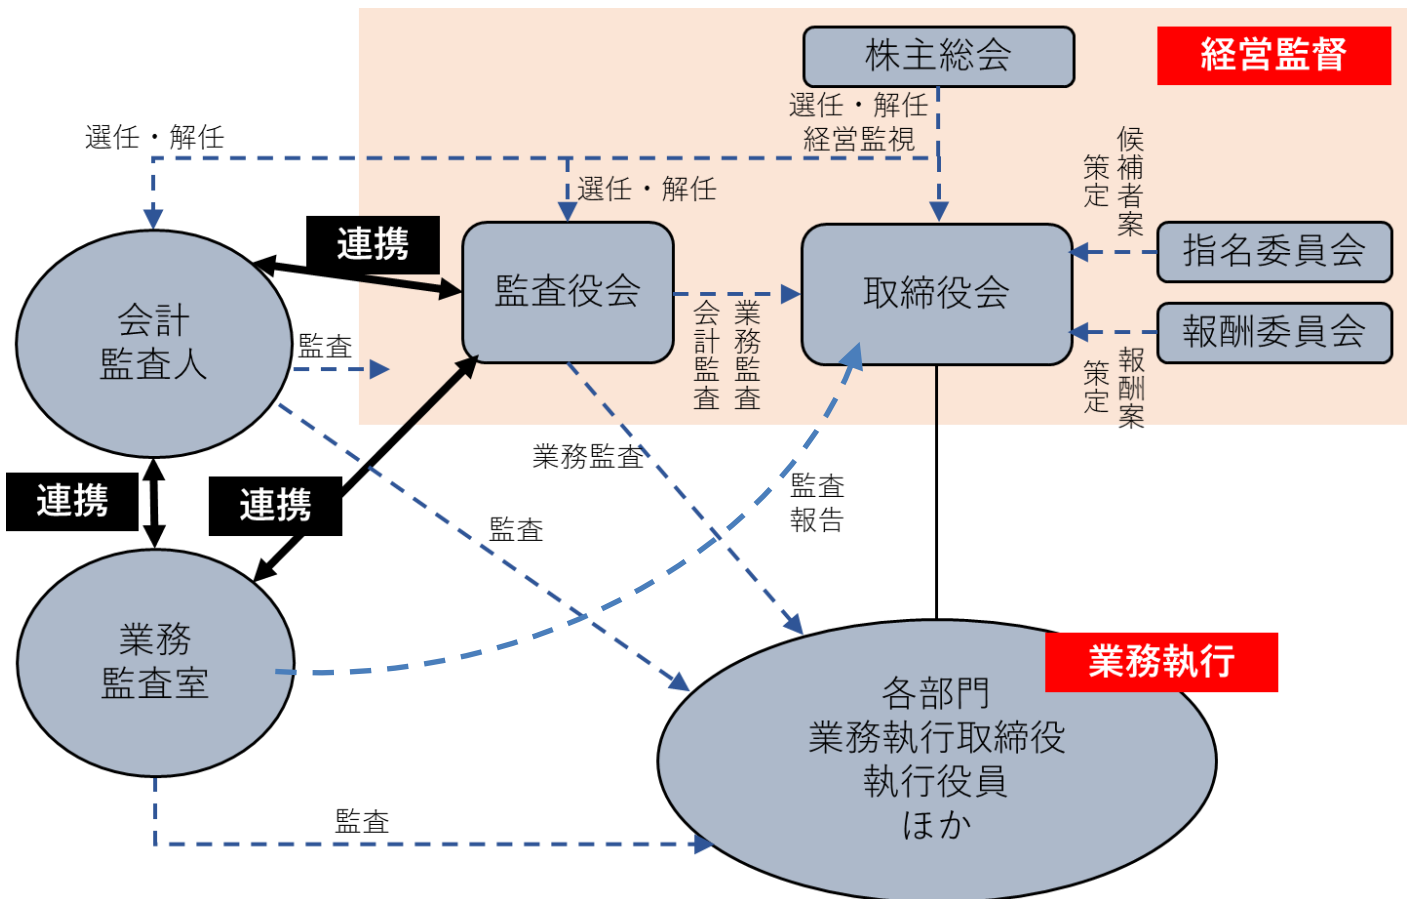 株主総会
経営監督
選任・解任
経営監視
選任・解任
選任・解任
候補者案
策定
連携
監査役会
取締役会
指名委員会
報酬委員会
会計
監査人
監査
業務監査
会計監査
報酬案
策定
業務監査
監査
報告
連携
連携
監査
業務
監査室
業務執行
各部門
業務執行取締役
執行役員
ほか
監査